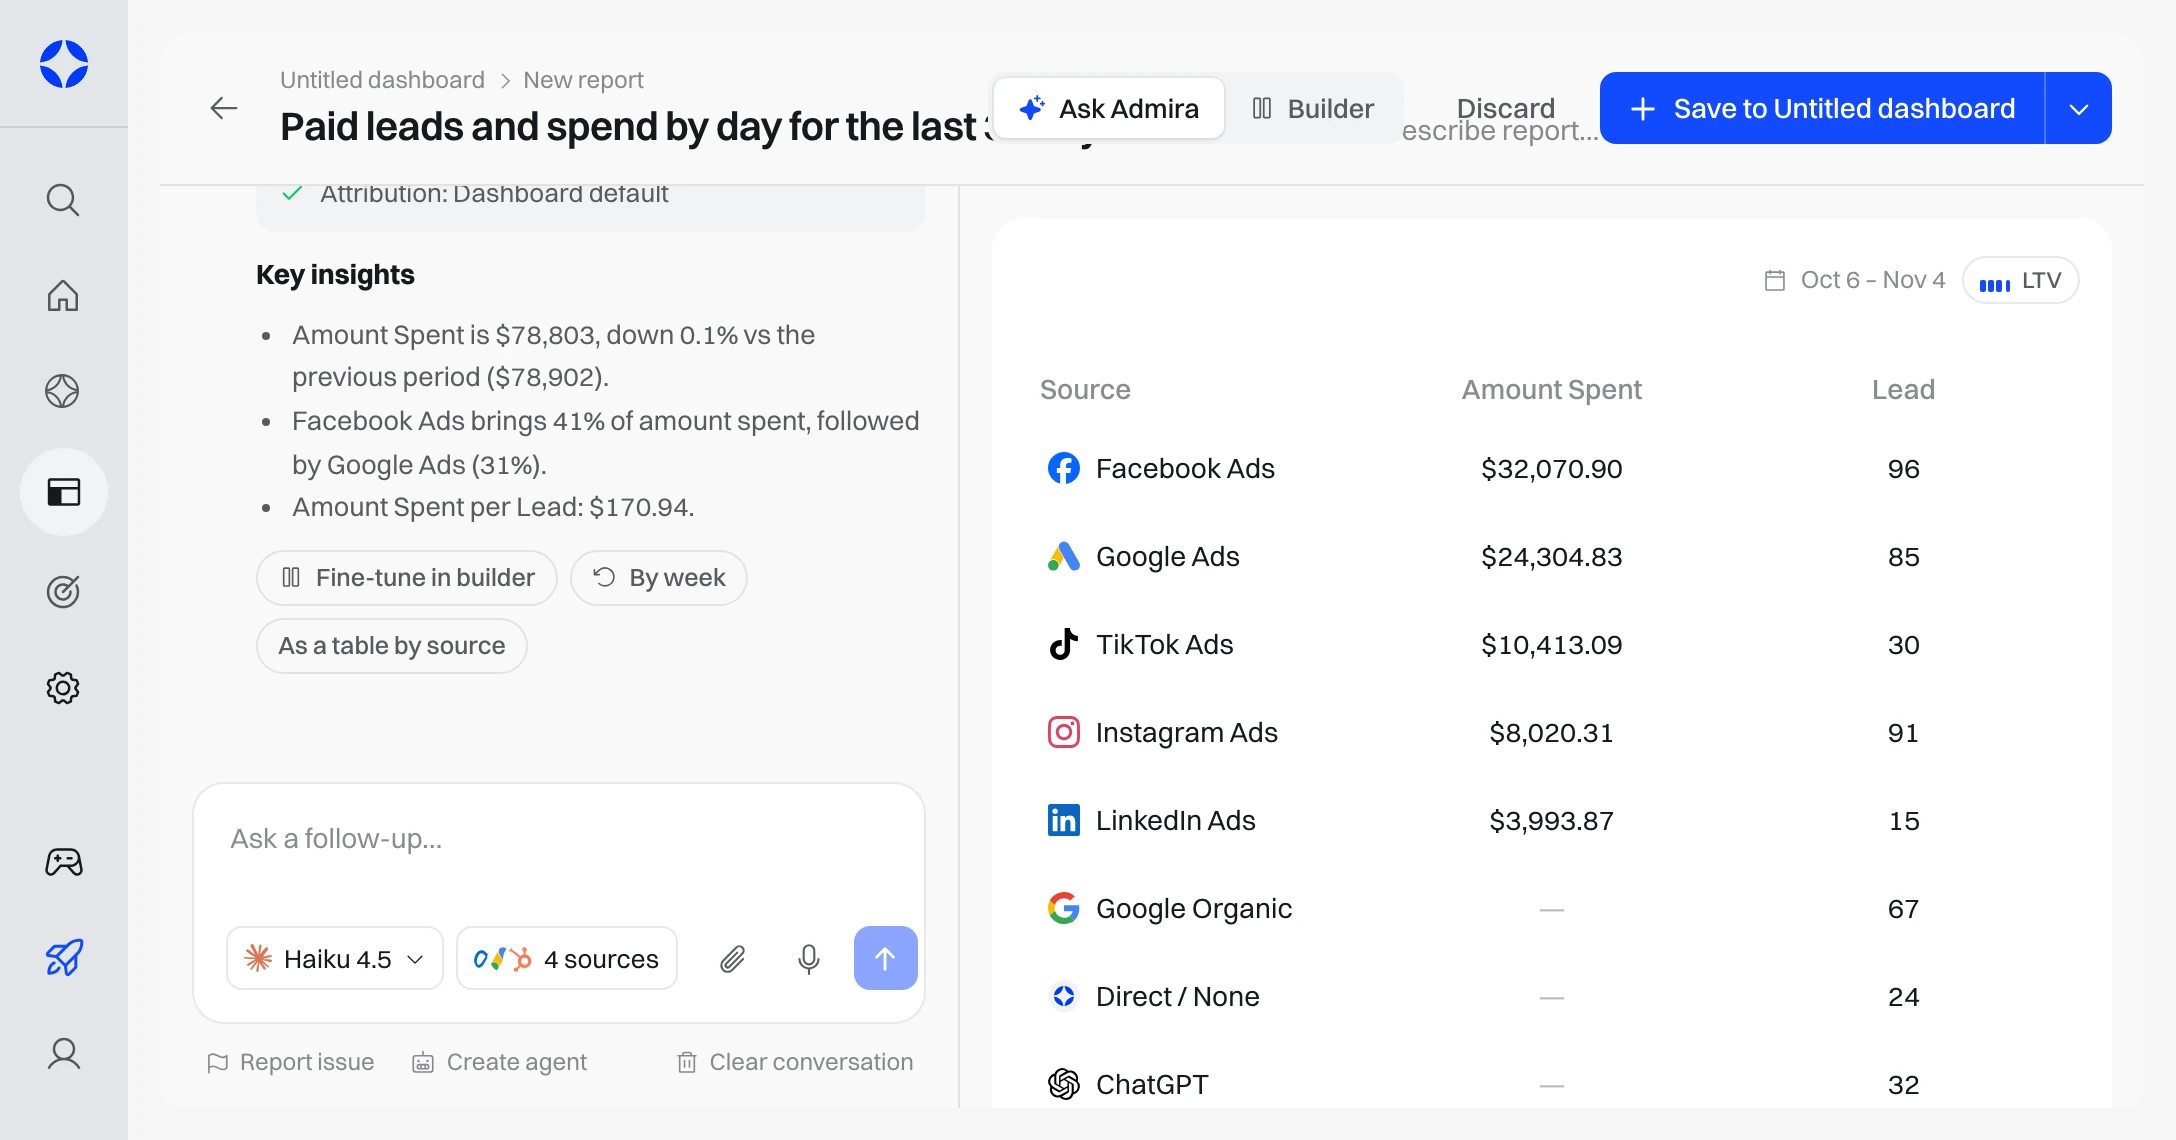 Untitled dashboard > New report
Paid leads and spend by day for the last
Ask Admira
Builder
Discard
escribe report...
Save to Untitled dashboard
Attribution: Dashboard default
Key insights
• Amount Spent is $78,803, down 0.1% vs the
previous period ($78,902).
• Facebook Ads brings 41% of amount spent, followed
by Google Ads (31%).
• Amount Spent per Lead: $170.94.
Fine-tune in builder
By week
As a table by source
Ask a follow-up...
Haiku 4.5
4 sources
Report issue
Create agent
Clear conversation
Oct 6 – Nov 4
LTV
Source Amount Spent Lead
Facebook Ads $32,070.90 96
Google Ads $24,304.83 85
TikTok Ads $10,413.09 30
Instagram Ads $8,020.31 91
LinkedIn Ads $3,993.87 15
Google Organic — 67
Direct / None — 24
ChatGPT — 32